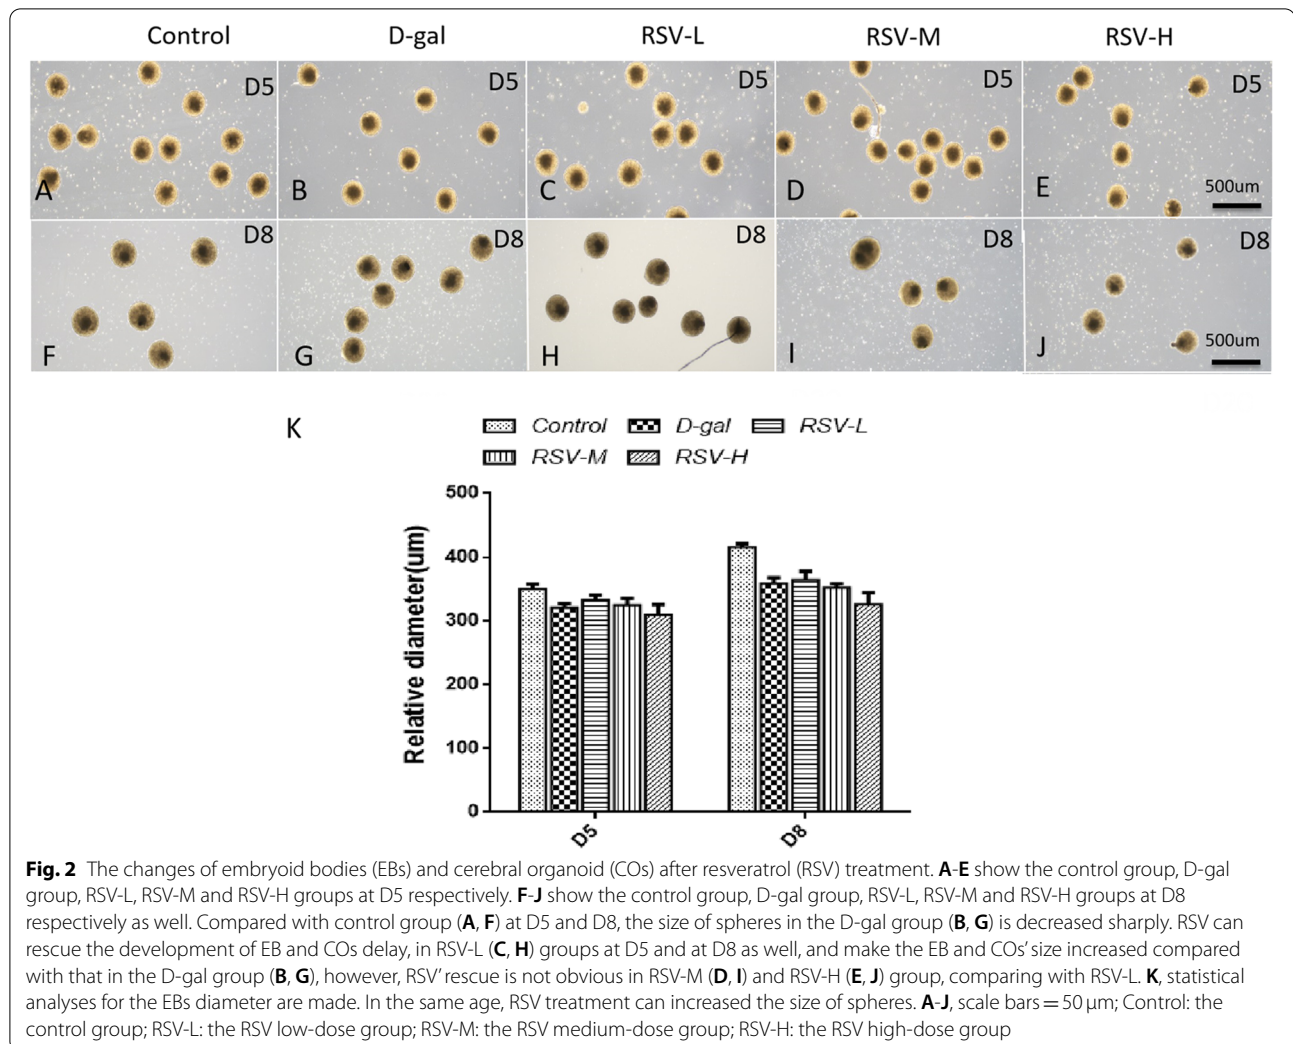 Control D-gal RSV-L RSV-M RSV-H
D5 D5 D5 D5 D5
A B C D E 500um
D8 D8 D8 D8 D8
F G H I J 500um
K
Control D-gal RSV-L
RSV-M RSV-H
Relative diameter(um)
500
400
300
200
100
0
D5 D8
Fig. 2 The changes of embryoid bodies (EBs) and cerebral organoid (COs) after resveratrol (RSV) treatment. A-E show the control group, D-gal
group, RSV-L, RSV-M and RSV-H groups at D5 respectively. F-J show the control group, D-gal group, RSV-L, RSV-M and RSV-H groups at D8
respectively as well. Compared with control group (A, F) at D5 and D8, the size of spheres in the D-gal group (B, G) is decreased sharply. RSV can
rescue the development of EB and COs delay, in RSV-L (C, H) groups at D5 and at D8 as well, and make the EB and COs' size increased compared
with that in the D-gal group (B, G), however, RSV' rescue is not obvious in RSV-M (D, I) and RSV-H (E, J) group, comparing with RSV-L. K, statistical
analyses for the EBs diameter are made. In the same age, RSV treatment can increased the size of spheres. A-J, scale bars = 50 µm; Control: the
control group; RSV-L: the RSV low-dose group; RSV-M: the RSV medium-dose group; RSV-H: the RSV high-dose group